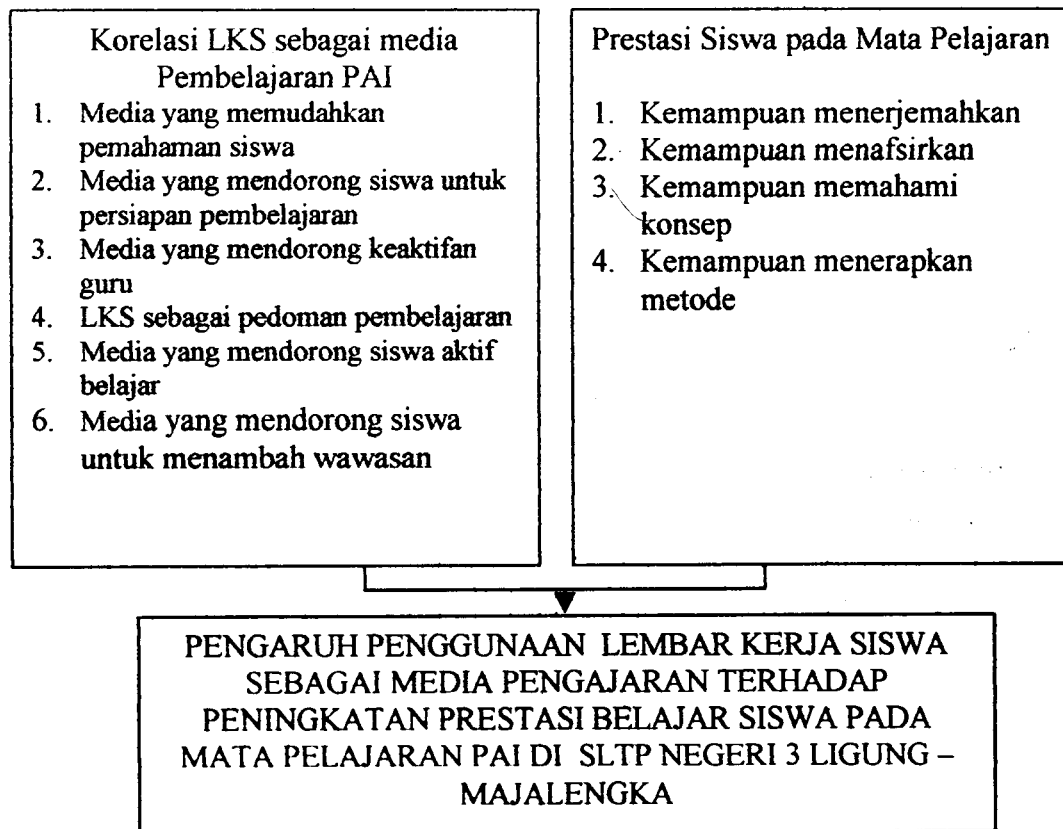 Korelasi LKS sebagai media
Pembelajaran PAI
1. Media yang memudahkan
pemahaman siswa
2. Media yang mendorong siswa untuk
persiapan pembelajaran
3. Media yang mendorong keaktifan
guru
4. LKS sebagai pedoman pembelajaran
5. Media yang mendorong siswa aktif
belajar
6. Media yang mendorong siswa
untuk menambah wawasan
Prestasi Siswa pada Mata Pelajaran
1. Kemampuan menerjemahkan
2. Kemampuan menafsirkan
3. Kemampuan memahami
konsep
4. Kemampuan menerapkan
metode
PENGARUH PENGGUNAAN LEMBAR KERJA SISWA
SEBAGAI MEDIA PENGAJARAN TERHADAP
PENINGKATAN PRESTASI BELAJAR SISWA PADA
MATA PELAJARAN PAI DI SLTP NEGERI 3 LIGUNG –
MAJALENGKA